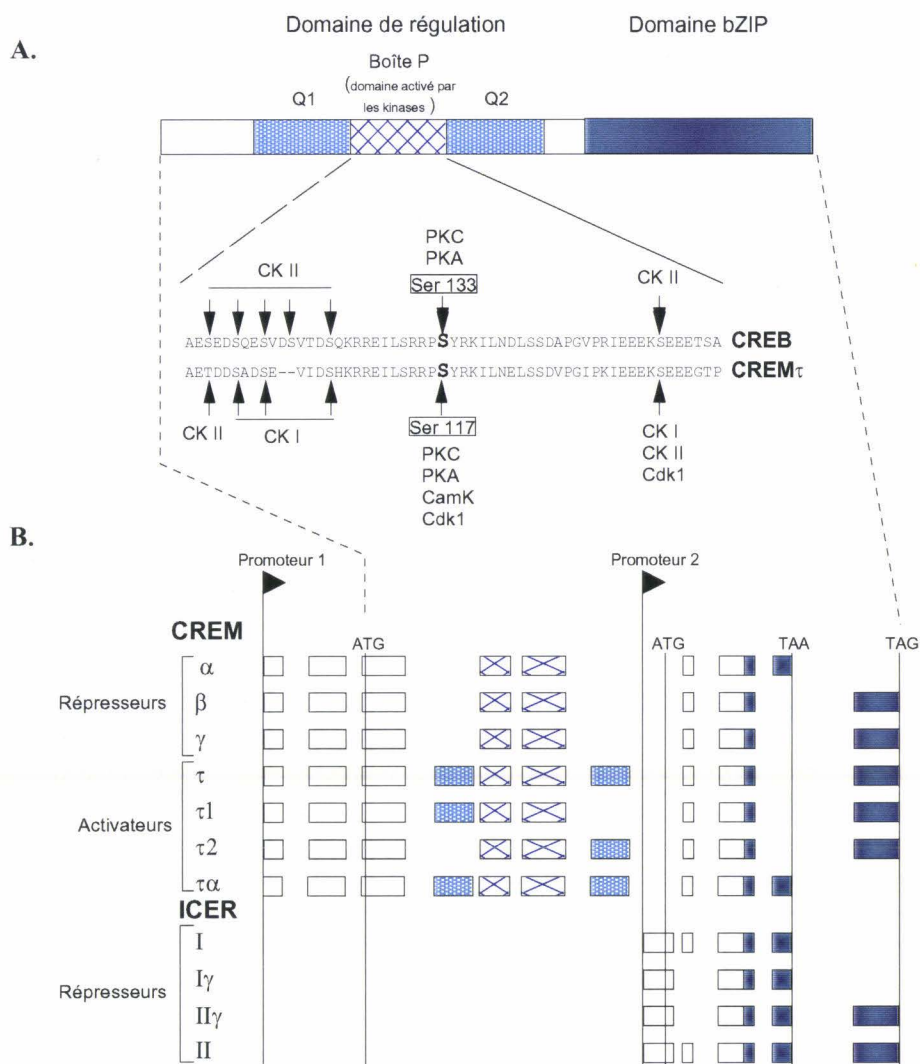 Domaine de régulation
Domaine bZIP
A.
Boîte P
(domaine activé par
les kinases )
Q1
Q2
PKC
PKA
CK II
Ser 133
CK II
AESEDSQESVDSVTDSQKRREILSRRPSYRKILNDLSSDAPGVPRIEEEKSEEETSA CREB
AETDDSADSE--VIDSHKRREILSRRPSYRKILNELSSDVPGIPKIEEEKSEEEGTP CREMτ
CK II
CK I
Ser 117
PKC
PKA
CamK
Cdk1
CK I
CK II
Cdk1
B.
Promoteur 1
Promoteur 2
CREM
ATG
ATG
TAA
TAG
Répresseurs
α
β
γ
Activateurs
τ
τ1
τ2
τα
ICER
Répresseurs
I
Iγ
IIγ
II